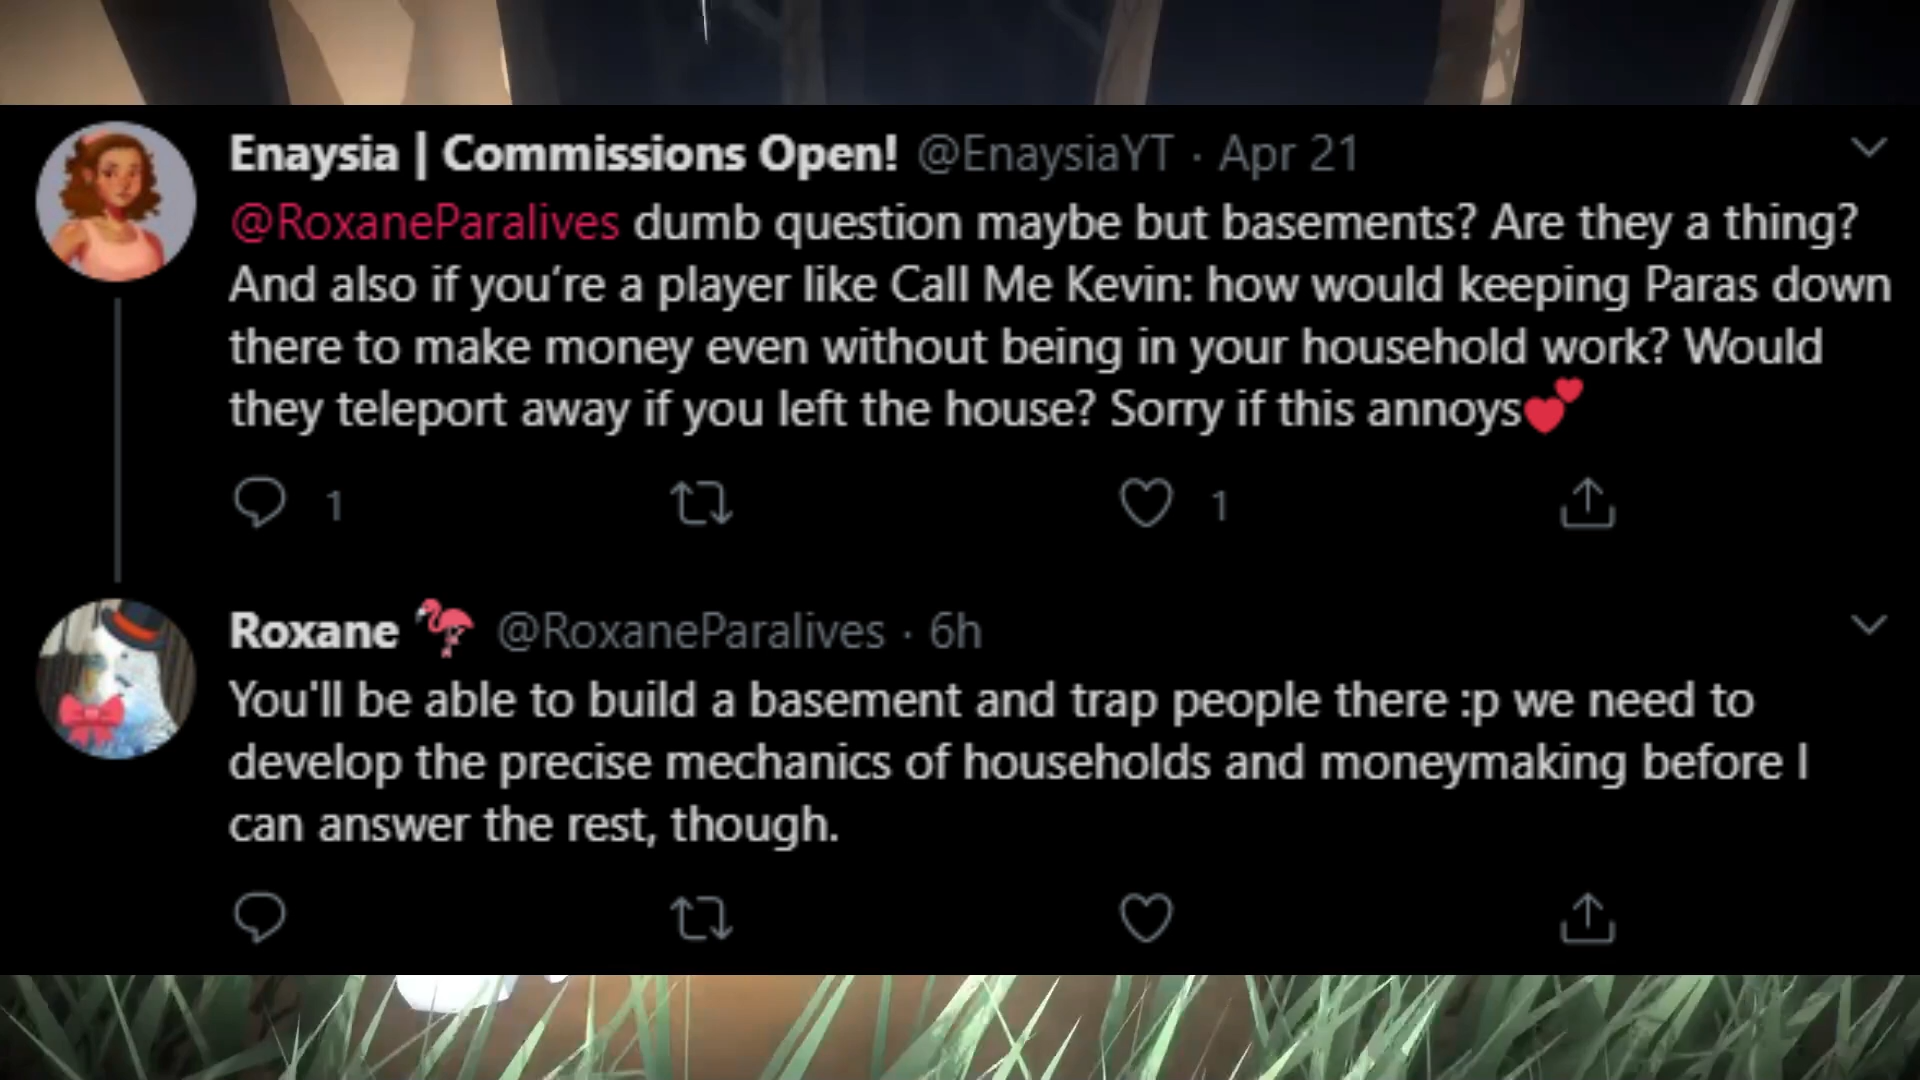 Enaysia | Commissions Open! @EnaysiaYT · Apr 21
@RoxaneParalives dumb question maybe but basements? Are they a thing?
And also if you’re a player like Call Me Kevin: how would keeping Paras down
there to make money even without being in your household work? Would
they teleport away if you left the house? Sorry if this annoys💕
1 1
Roxane 🦩 @RoxaneParalives · 6h
You'll be able to build a basement and trap people there :p we need to
develop the precise mechanics of households and moneymaking before I
can answer the rest, though.